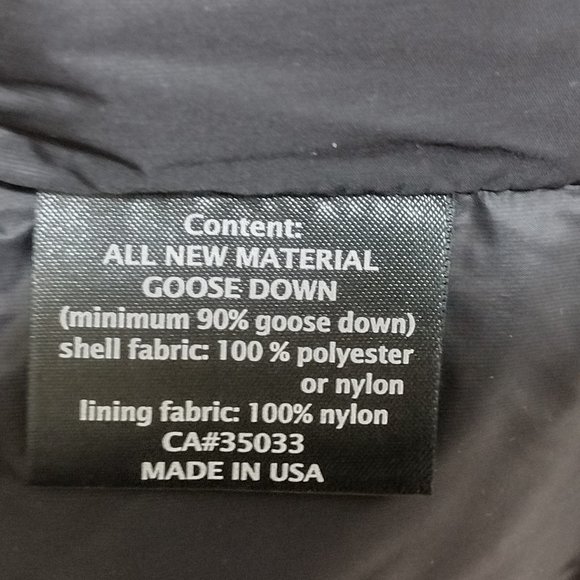 Content:
ALL NEW MATERIAL
GOOSE DOWN
(minimum 90% goose down)
shell fabric: 100 % polyester
or nylon
lining fabric: 100% nylon
CA#35033
MADE IN USA